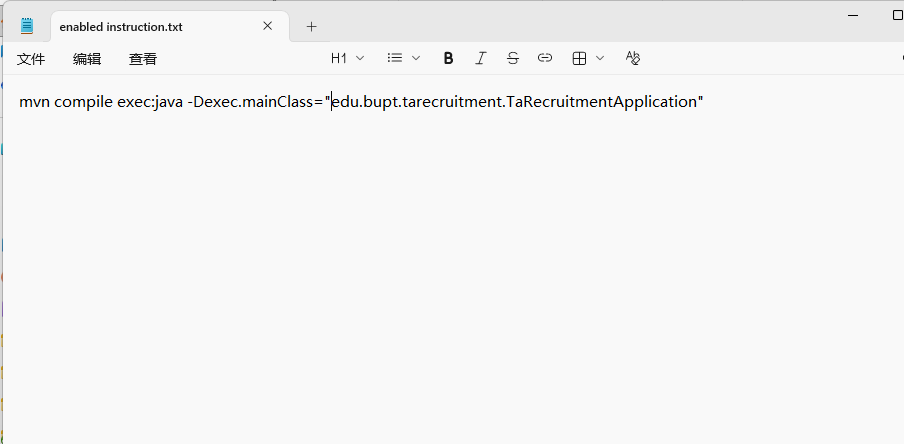 enabled instruction.txt
文件 编辑 查看 H1 B I S A
mvn compile exec:java -Dexec.mainClass="edu.bupt.tarecruitment.TaRecruitmentApplication"